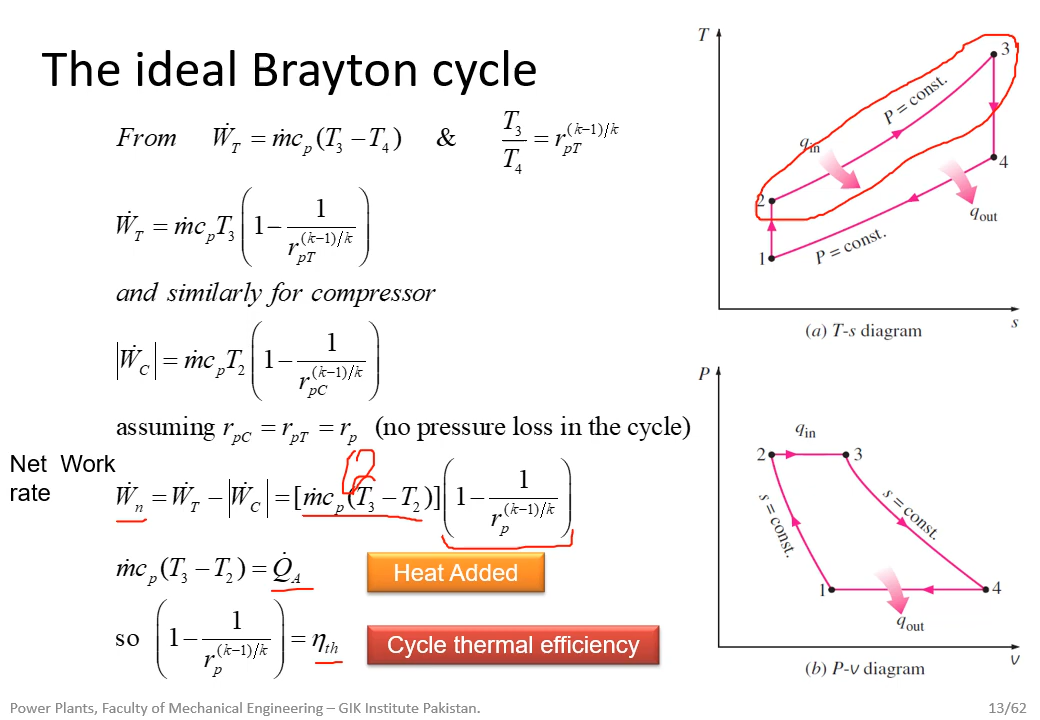 The ideal Brayton cycle
From Ẇ_T = ṁc_p(T_3 − T_4) & T_3/T_4 = r_pT^(k−1)/k
Ẇ_T = ṁc_pT_3(1 − 1/r_pT^(k−1)/k)
and similarly for compressor
|Ẇ_C| = ṁc_pT_2(1 − 1/r_pC^(k−1)/k)
assuming r_pC = r_pT = r_p (no pressure loss in the cycle)
Net Work
rate
Ẇ_n = Ẇ_T − |Ẇ_C| = [ṁc_p(T_3 − T_2)](1 − 1/r_p^(k−1)/k)
ṁc_p(T_3 − T_2) = Q̇_A
Heat Added
so (1 − 1/r_p^(k−1)/k) = η_th
Cycle thermal efficiency
T
3
P = const.
q_in
4
2
q_out
P = const.
1
s
(a) T-s diagram
P
q_in
2
3
s = const.
s = const.
1
4
q_out
v
(b) P-v diagram
Power Plants, Faculty of Mechanical Engineering – GIK Institute Pakistan.
13/62